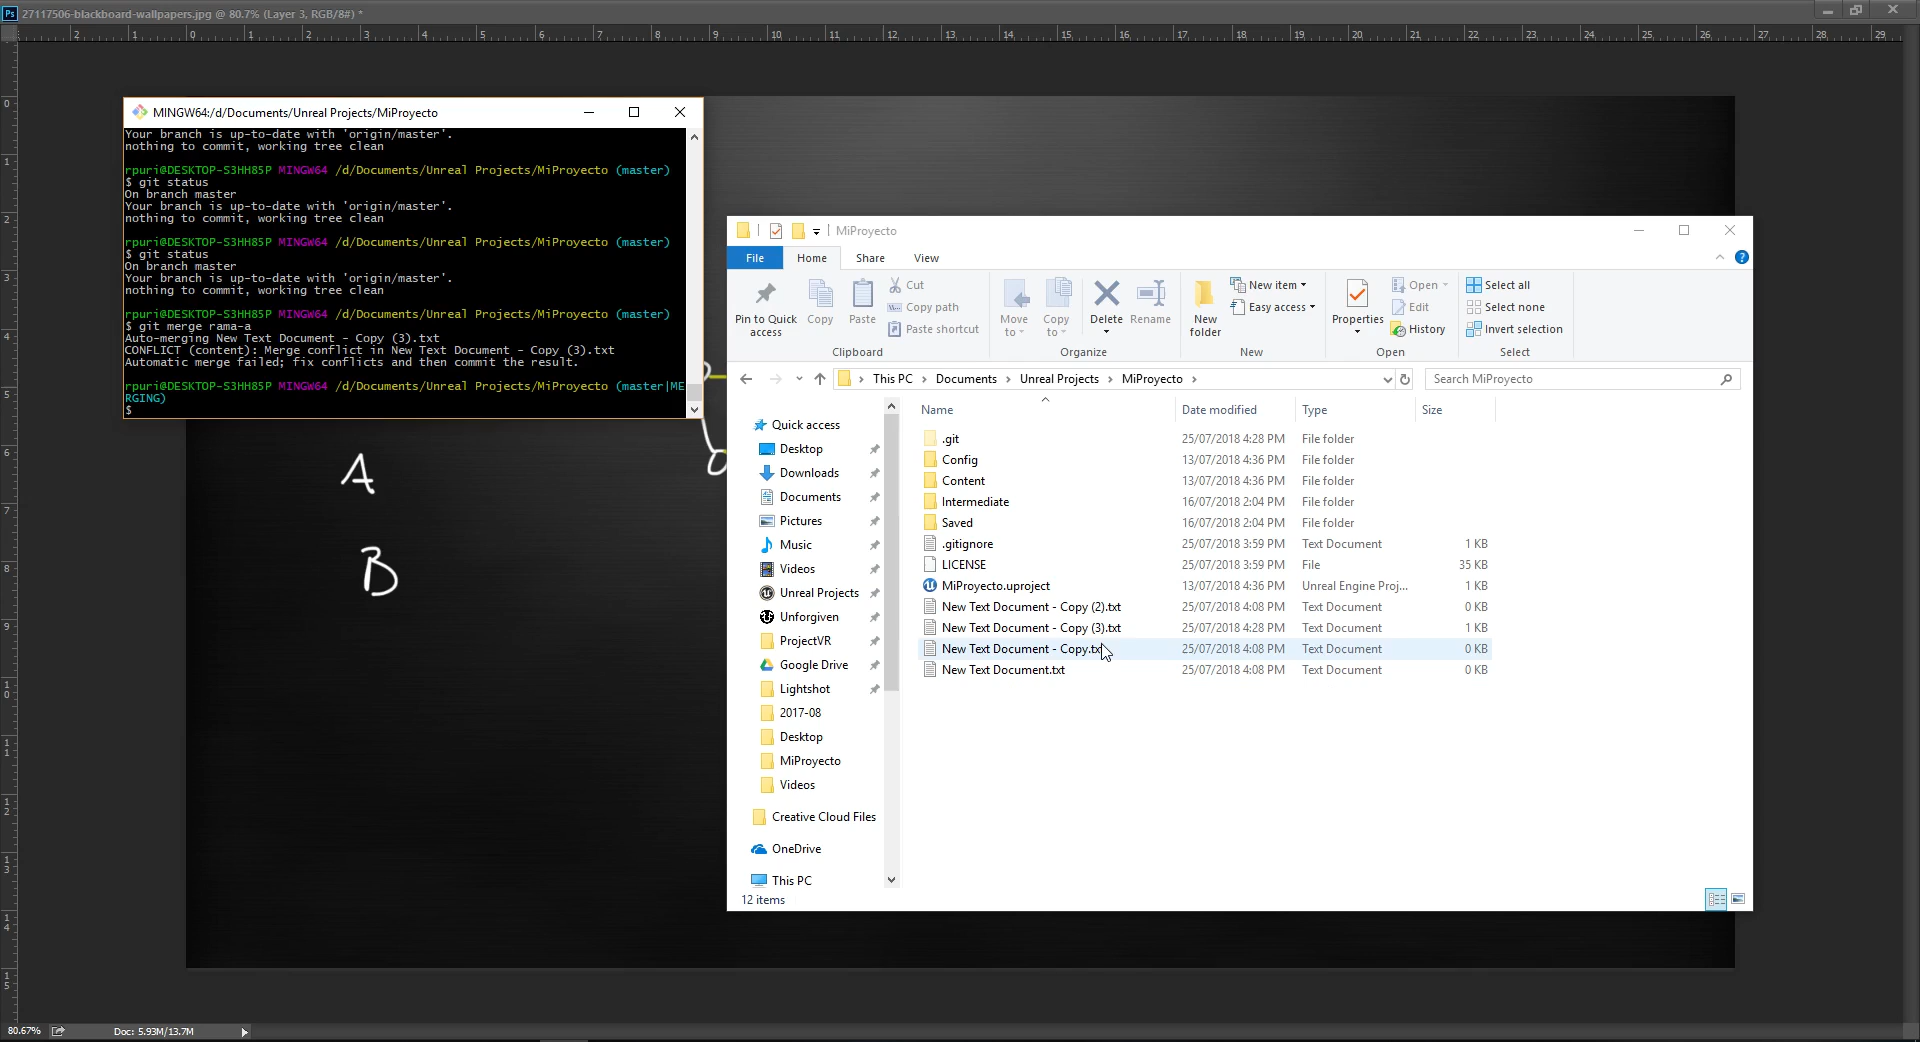 27117506-blackboard-wallpapers.jpg @ 80.7% (Layer 3, RGB/8#) *
MINGW64:/d/Documents/Unreal Projects/MiProyecto
Your branch is up-to-date with 'origin/master'.
nothing to commit, working tree clean
rpuri@DESKTOP-S3HH85P MINGW64 /d/Documents/Unreal Projects/MiProyecto (master)
$ git status
On branch master
Your branch is up-to-date with 'origin/master'.
nothing to commit, working tree clean
rpuri@DESKTOP-S3HH85P MINGW64 /d/Documents/Unreal Projects/MiProyecto (master)
$ git status
On branch master
Your branch is up-to-date with 'origin/master'.
nothing to commit, working tree clean
rpuri@DESKTOP-S3HH85P MINGW64 /d/Documents/Unreal Projects/MiProyecto (master)
$ git merge rama-a
Auto-merging New Text Document - Copy (3).txt
CONFLICT (content): Merge conflict in New Text Document - Copy (3).txt
Automatic merge failed; fix conflicts and then commit the result.
rpuri@DESKTOP-S3HH85P MINGW64 /d/Documents/Unreal Projects/MiProyecto (master|ME
RGING)
$
A
B
MiProyecto
File Home Share View
Pin to Quick access
Copy
Paste
Cut
Copy path
Paste shortcut
Clipboard
Move to
Copy to
Delete
Rename
Organize
New folder
New item
Easy access
New
Properties
Open
Edit
History
Open
Select all
Select none
Invert selection
Select
This PC > Documents > Unreal Projects > MiProyecto >
Search MiProyecto
Quick access
Desktop
Downloads
Documents
Pictures
Music
Videos
Unreal Projects
Unforgiven
ProjectVR
Google Drive
Lightshot
2017-08
Desktop
MiProyecto
Videos
Creative Cloud Files
OneDrive
This PC
Name Date modified Type Size
.git 25/07/2018 4:28 PM File folder
Config 13/07/2018 4:36 PM File folder
Content 13/07/2018 4:36 PM File folder
Intermediate 16/07/2018 2:04 PM File folder
Saved 16/07/2018 2:04 PM File folder
.gitignore 25/07/2018 3:59 PM Text Document 1 KB
LICENSE 25/07/2018 3:59 PM File 35 KB
MiProyecto.uproject 13/07/2018 4:36 PM Unreal Engine Proj... 1 KB
New Text Document - Copy (2).txt 25/07/2018 4:08 PM Text Document 0 KB
New Text Document - Copy (3).txt 25/07/2018 4:28 PM Text Document 1 KB
New Text Document - Copy.txt 25/07/2018 4:08 PM Text Document 0 KB
New Text Document.txt 25/07/2018 4:08 PM Text Document 0 KB
12 items
80.67% Doc: 5.93M/13.7M